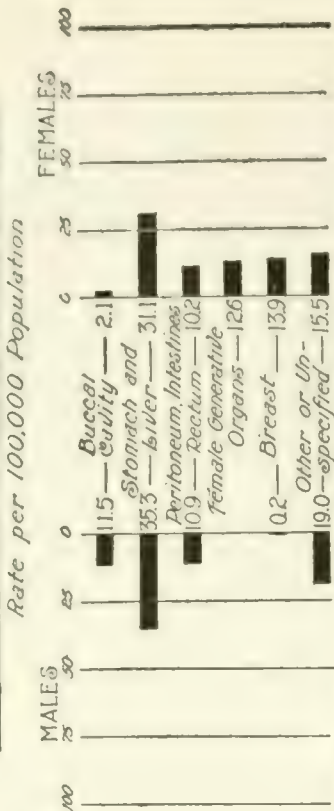 Rate per 100,000 Population
MALES FEMALES
100 75 50 25 0 0 25 50 75 100
Buccal
11.5 — Cavity — 2.1
Stomach and
35.3 — Liver — 31.1
Peritoneum, Intestines
10.9 — Rectum — 10.2
Female Generative
Organs — 12.6
0.2 — Breast — 13.9
Other or Un-
19.0 — specified — 15.5